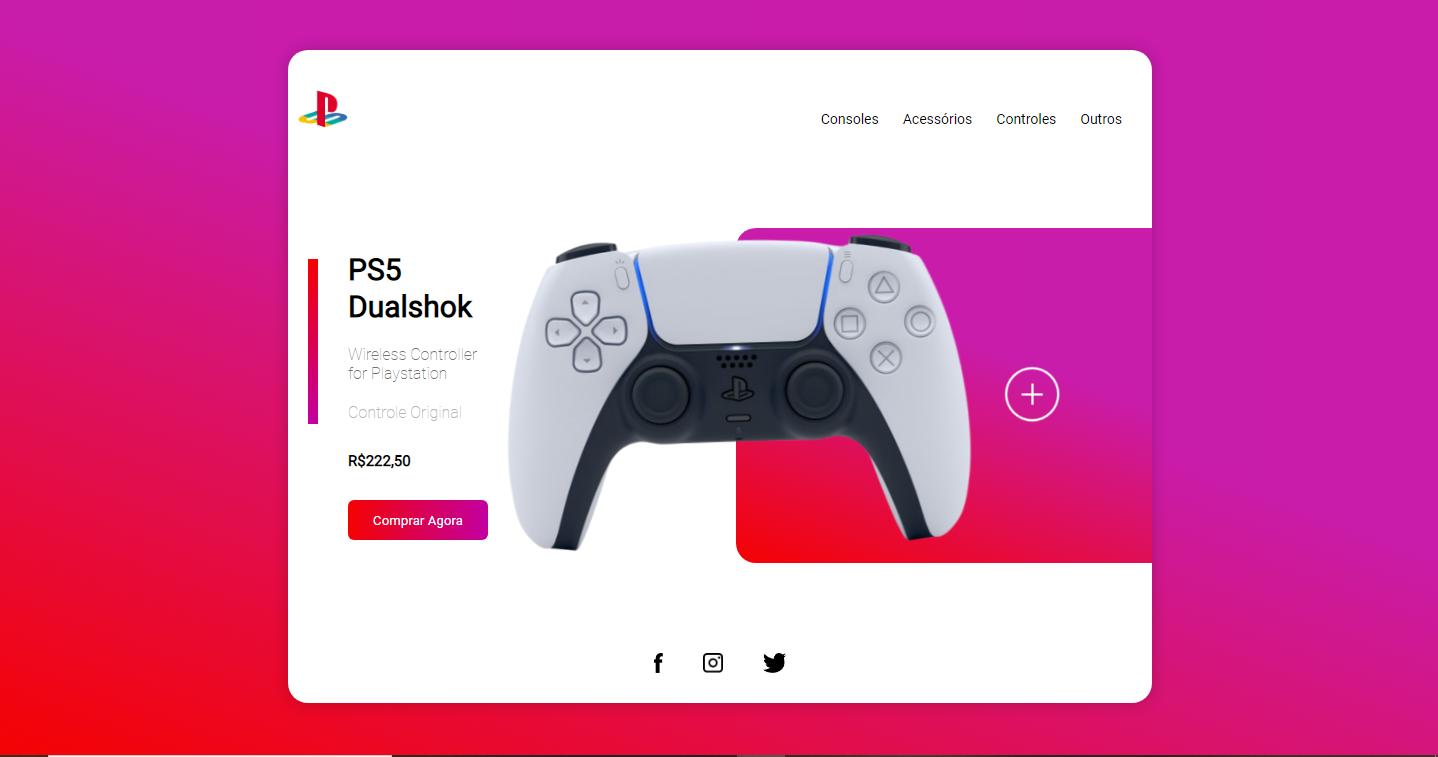 Consoles Acessórios Controles Outros
PS5
Dualshok
Wireless Controller
for Playstation
Controle Original
R$222,50
Comprar Agora